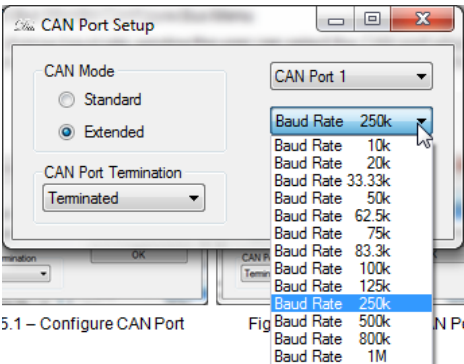 CAN Port Setup
CAN Mode
Standard
Extended
CAN Port Termination
Terminated
CAN Port 1
Baud Rate 250k
Baud Rate 10k
Baud Rate 20k
Baud Rate 33.33k
Baud Rate 50k
Baud Rate 62.5k
Baud Rate 75k
Baud Rate 83.3k
Baud Rate 100k
Baud Rate 125k
Baud Rate 250k
Baud Rate 500k
Baud Rate 800k
Baud Rate 1M
OK
5.1 – Configure CAN Port